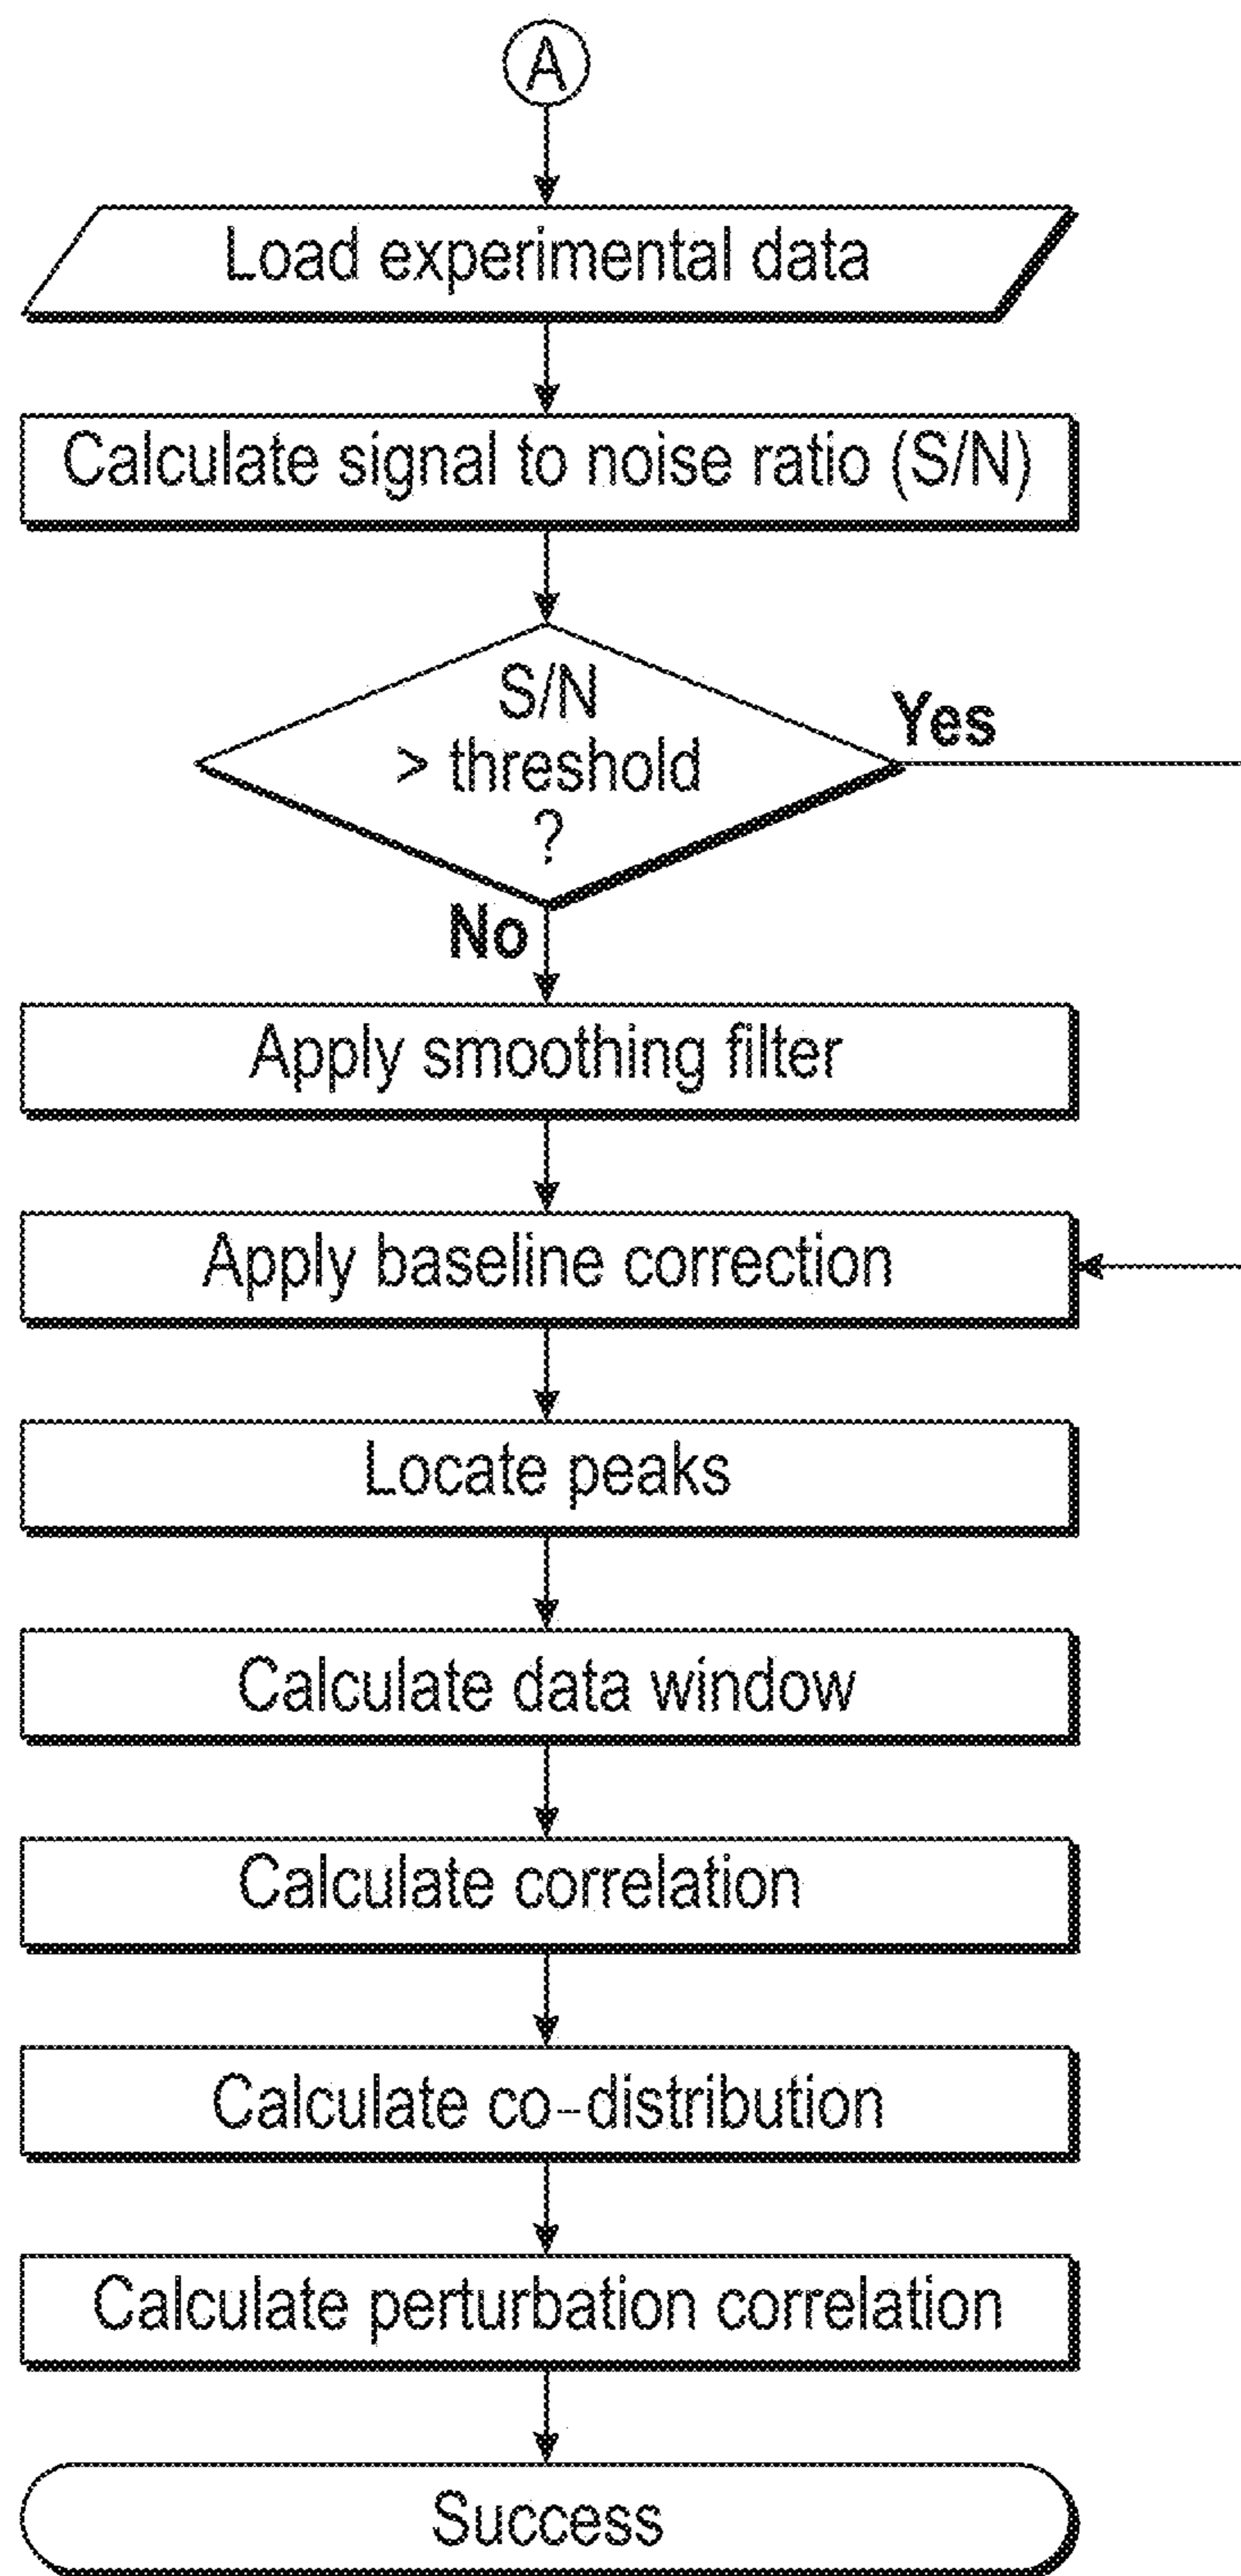 A
Load experimental data
Calculate signal to noise ratio (S/N)
S/N
> threshold
?
Yes
No
Apply smoothing filter
Apply baseline correction
Locate peaks
Calculate data window
Calculate correlation
Calculate co-distribution
Calculate perturbation correlation
Success